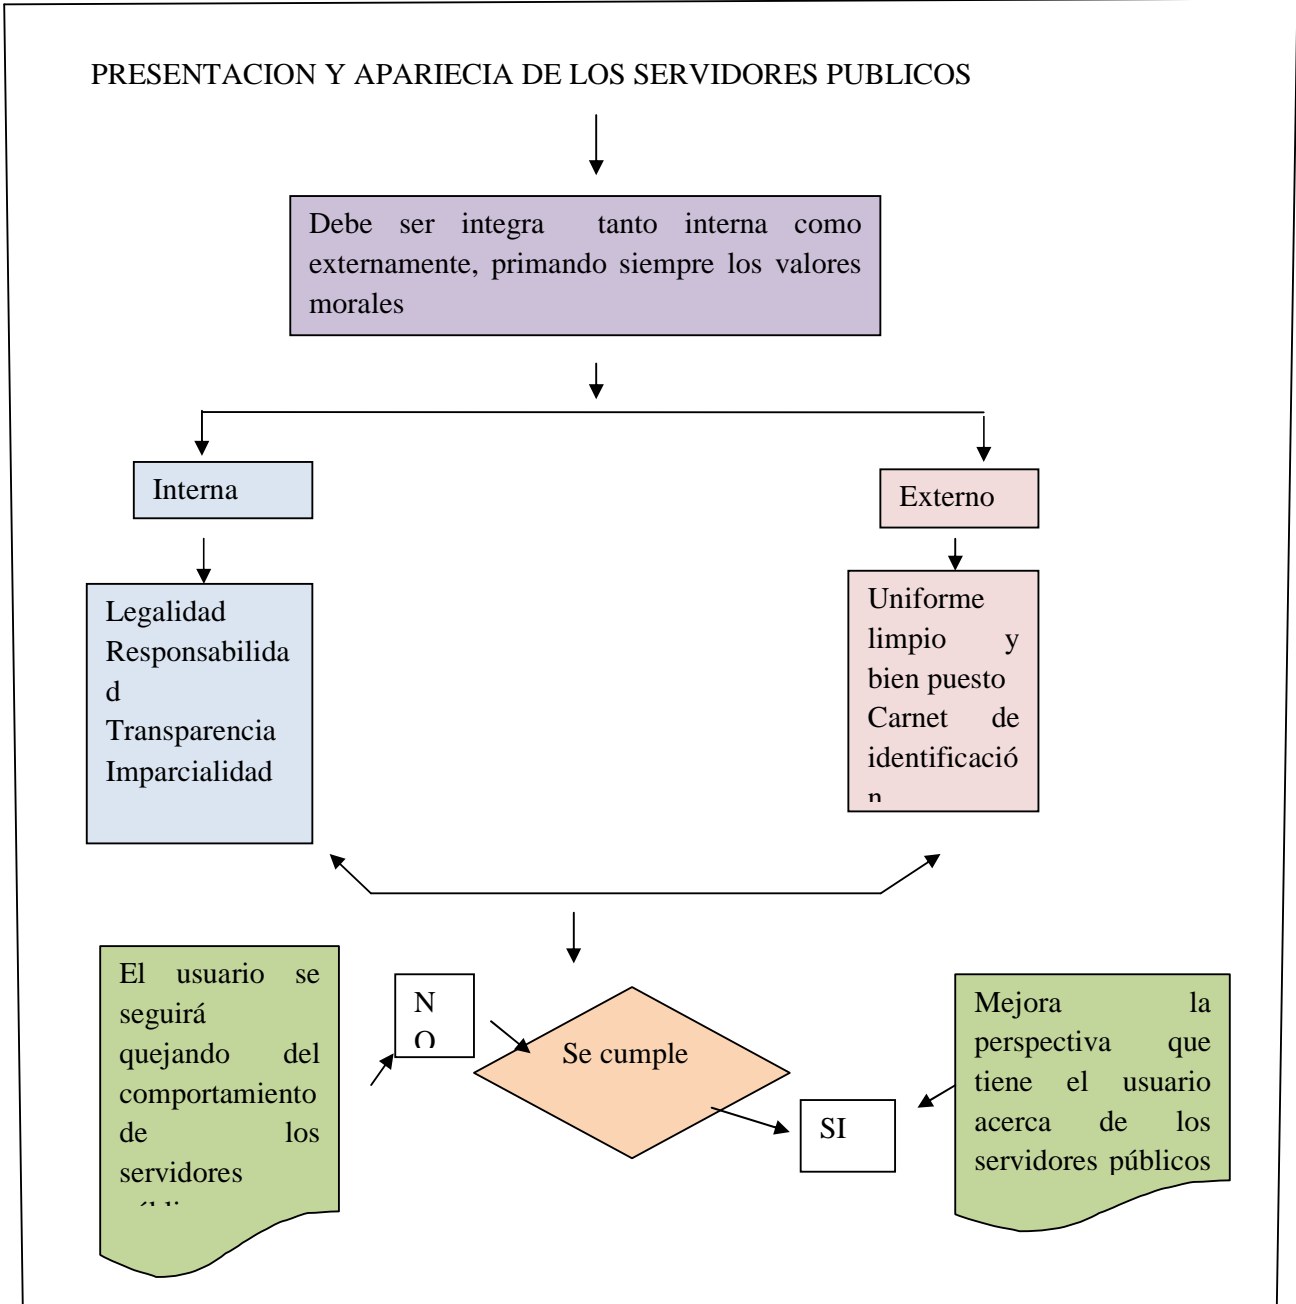 PRESENTACION Y APARIECIA DE LOS SERVIDORES PUBLICOS
Debe ser integra tanto interna como
externamente, primando siempre los valores
morales
Interna
Externo
Legalidad
Responsabilida
d
Transparencia
Imparcialidad
Uniforme
limpio y
bien puesto
Carnet de
identificació
n
El usuario se
seguirá
quejando del
comportamiento
de los
servidores
N
O
Se cumple
SI
Mejora la
perspectiva que
tiene el usuario
acerca de los
servidores públicos